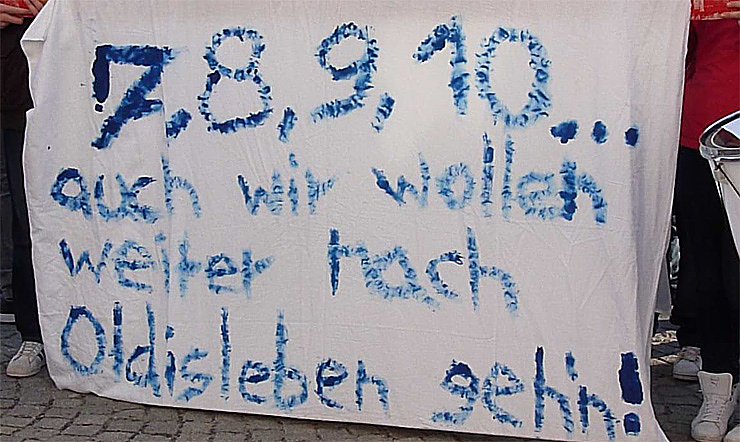 7, 8, 9, 10...
auch wir wollen
weiter nach
Oldisleben geh'n!